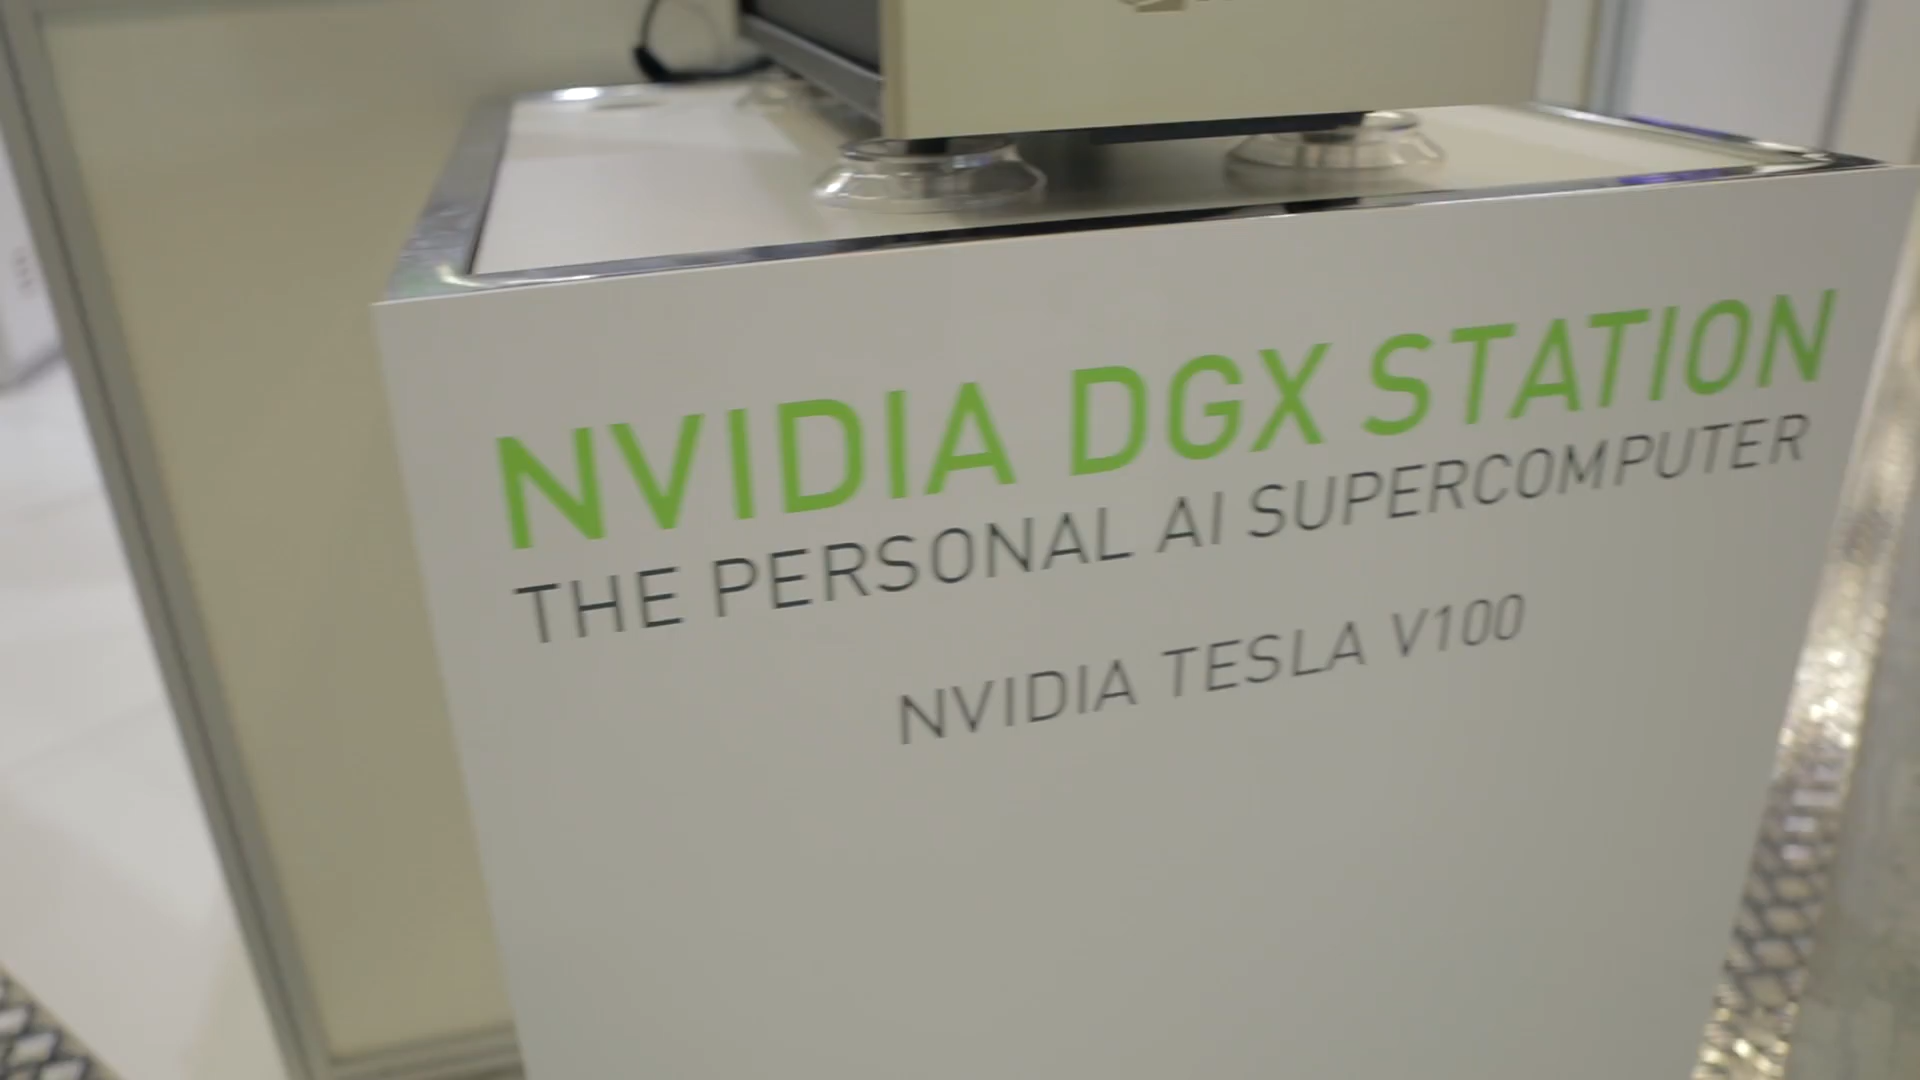 NVIDIA DGX STATION
THE PERSONAL AI SUPERCOMPUTER
NVIDIA TESLA V100